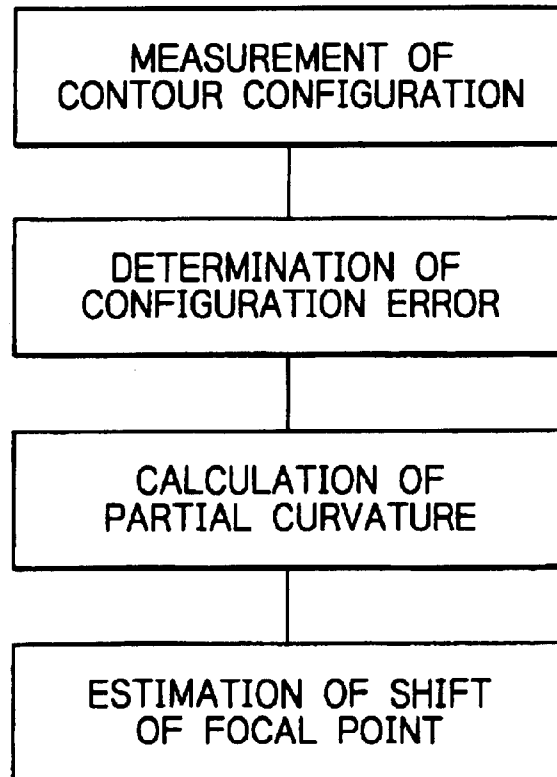 MEASUREMENT OF
CONTOUR CONFIGURATION
DETERMINATION OF
CONFIGURATION ERROR
CALCULATION OF
PARTIAL CURVATURE
ESTIMATION OF SHIFT
OF FOCAL POINT